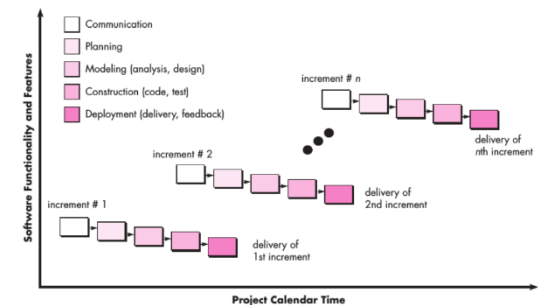 Communication
Planning
Modeling (analysis, design)
Construction (code, test)
Deployment (delivery, feedback)
increment # n
delivery of
nth increment
increment # 2
delivery of
2nd increment
increment # 1
delivery of
1st increment
Software Functionality and Features
Project Calendar Time